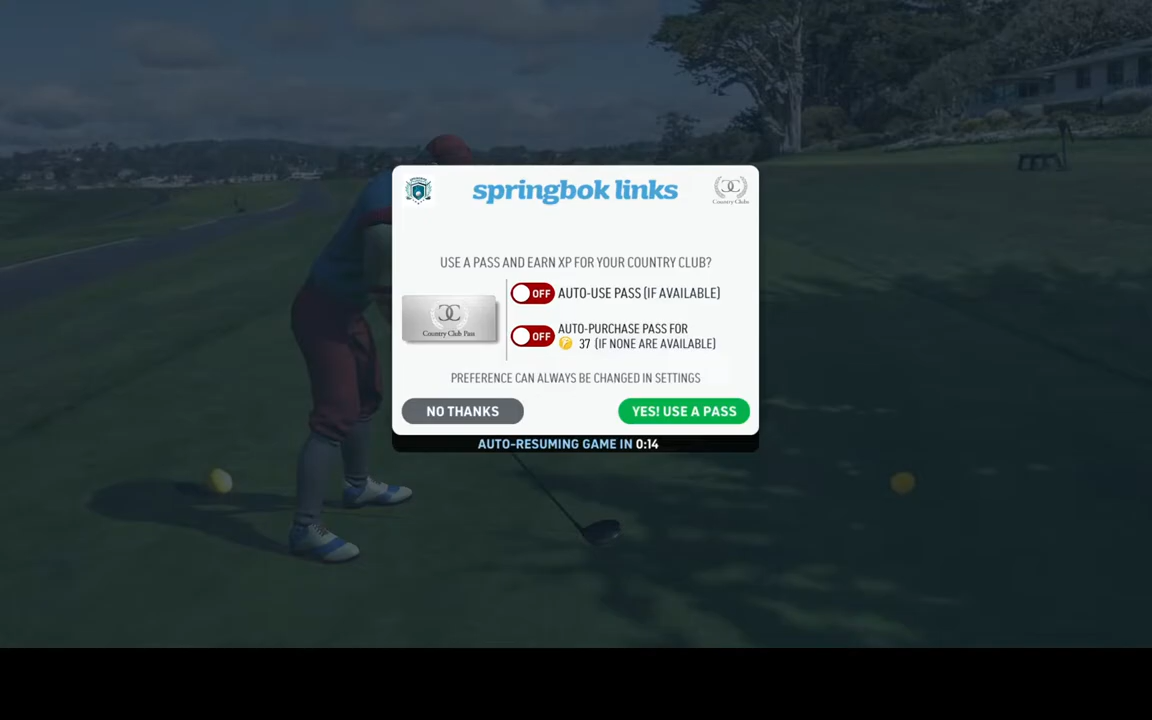 springbok links
Country Clubs
USE A PASS AND EARN XP FOR YOUR COUNTRY CLUB?
OFF AUTO-USE PASS (IF AVAILABLE)
Country Club Pass
OFF AUTO-PURCHASE PASS FOR
37 (IF NONE ARE AVAILABLE)
PREFERENCE CAN ALWAYS BE CHANGED IN SETTINGS
NO THANKS
YES! USE A PASS
AUTO-RESUMING GAME IN 0:14